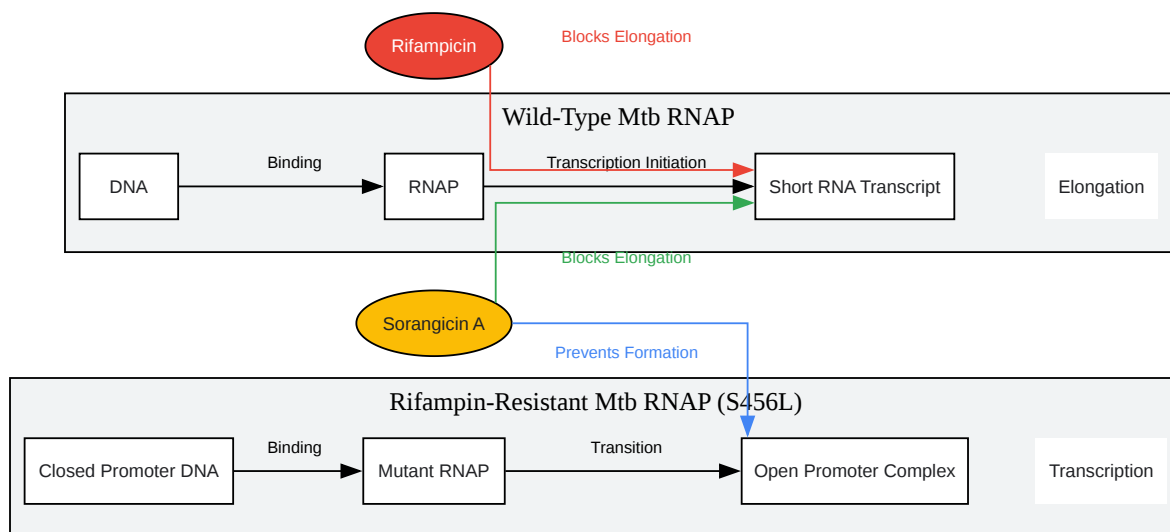 Rifampicin
Blocks Elongation
Wild-Type Mtb RNAP
DNA
Binding
RNAP
Transcription Initiation
Short RNA Transcript
Elongation
Blocks Elongation
Sorangicin A
Prevents Formation
Rifampin-Resistant Mtb RNAP (S456L)
Closed Promoter DNA
Binding
Mutant RNAP
Transition
Open Promoter Complex
Transcription